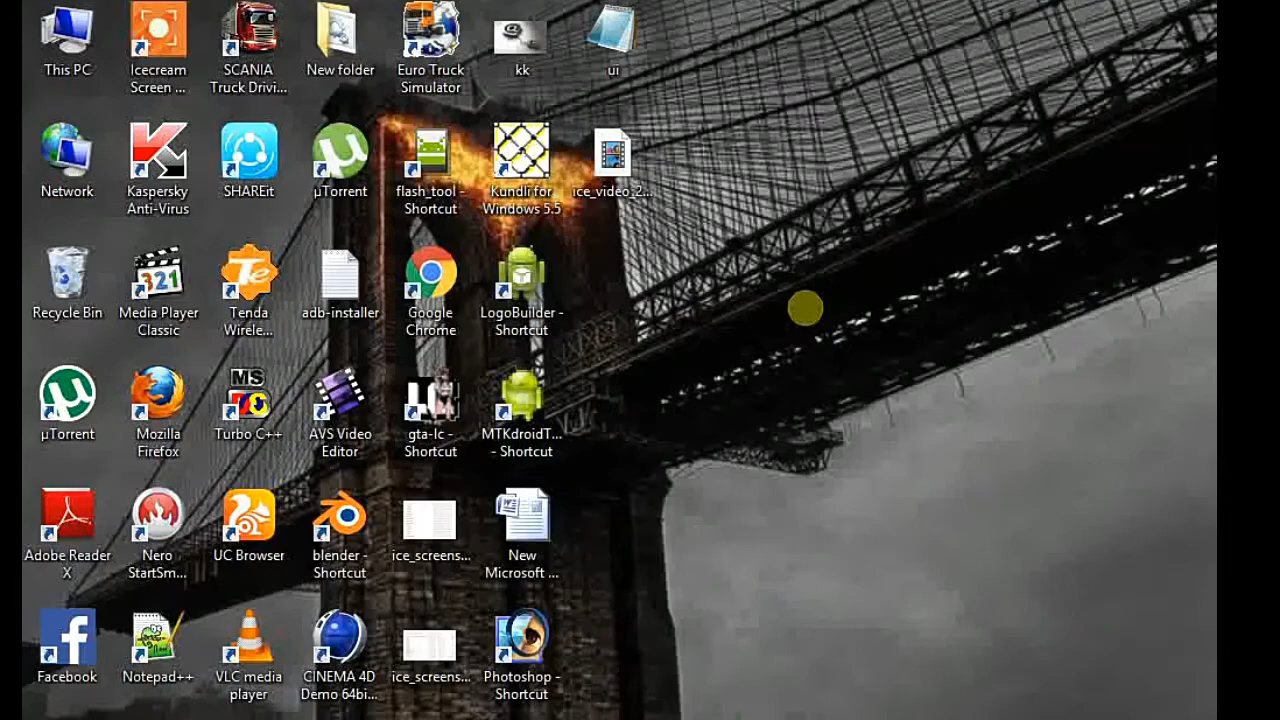 This PC
Icecream
Screen ...
SCANIA
Truck Drivi...
New folder
Euro Truck
Simulator
kk
ui
Network
Kaspersky
Anti-Virus
SHAREit
µTorrent
flash_tool -
Shortcut
Kundli for
Windows 5.5
ice_video_2...
Recycle Bin
321
Media Player
Classic
Te
Tenda
Wirele...
adb-installer
Google
Chrome
LogoBuilder -
Shortcut
µTorrent
Mozilla
Firefox
MS
Turbo C++
AVS Video
Editor
gta-lc -
Shortcut
MTKdroidT...
- Shortcut
Adobe Reader
X
Nero
StartSm...
UC Browser
blender -
Shortcut
ice_screens...
New
Microsoft ...
Facebook
Notepad++
VLC media
player
CINEMA 4D
Demo 64bi...
ice_screens...
Photoshop -
Shortcut